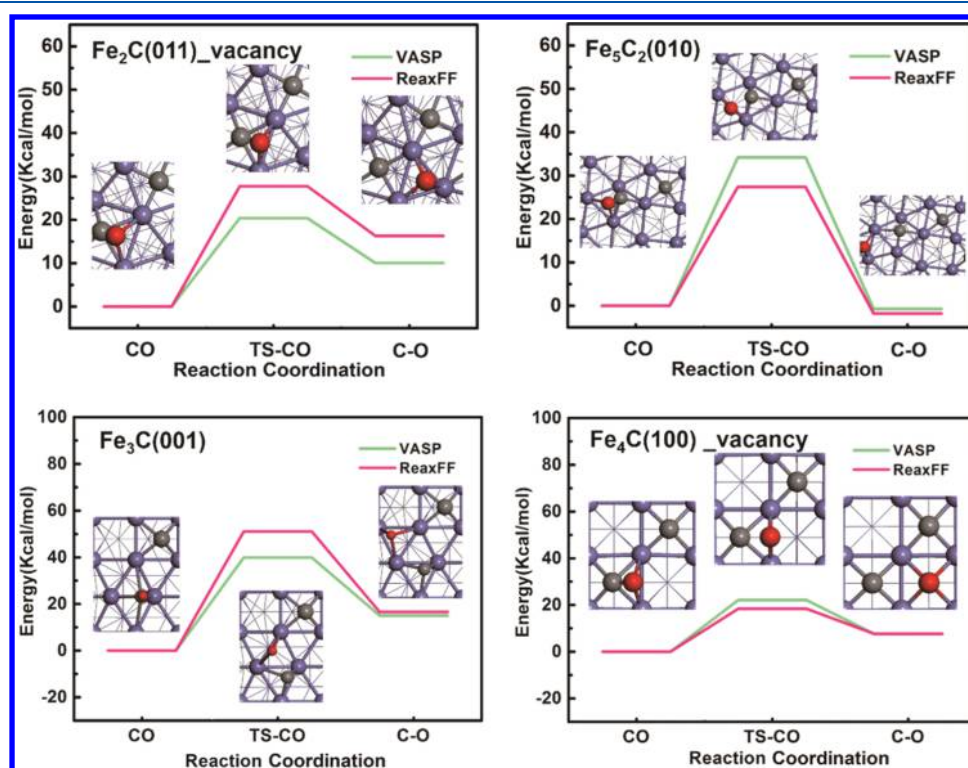 Fe₂C(011)_vacancy
VASP
ReaxFF
Energy(Kcal/mol)
60
50
40
30
20
10
0
CO
TS-CO
C-O
Reaction Coordination
Fe₅C₂(010)
VASP
ReaxFF
Energy(Kcal/mol)
60
50
40
30
20
10
0
CO
TS-CO
C-O
Reaction Coordination
Fe₃C(001)
VASP
ReaxFF
Energy(Kcal/mol)
100
80
60
40
20
0
-20
CO
TS-CO
C-O
Reaction Coordination
Fe₄C(100) _vacancy
VASP
ReaxFF
Energy(Kcal/mol)
100
80
60
40
20
0
-20
CO
TS-CO
C-O
Reaction Coordination